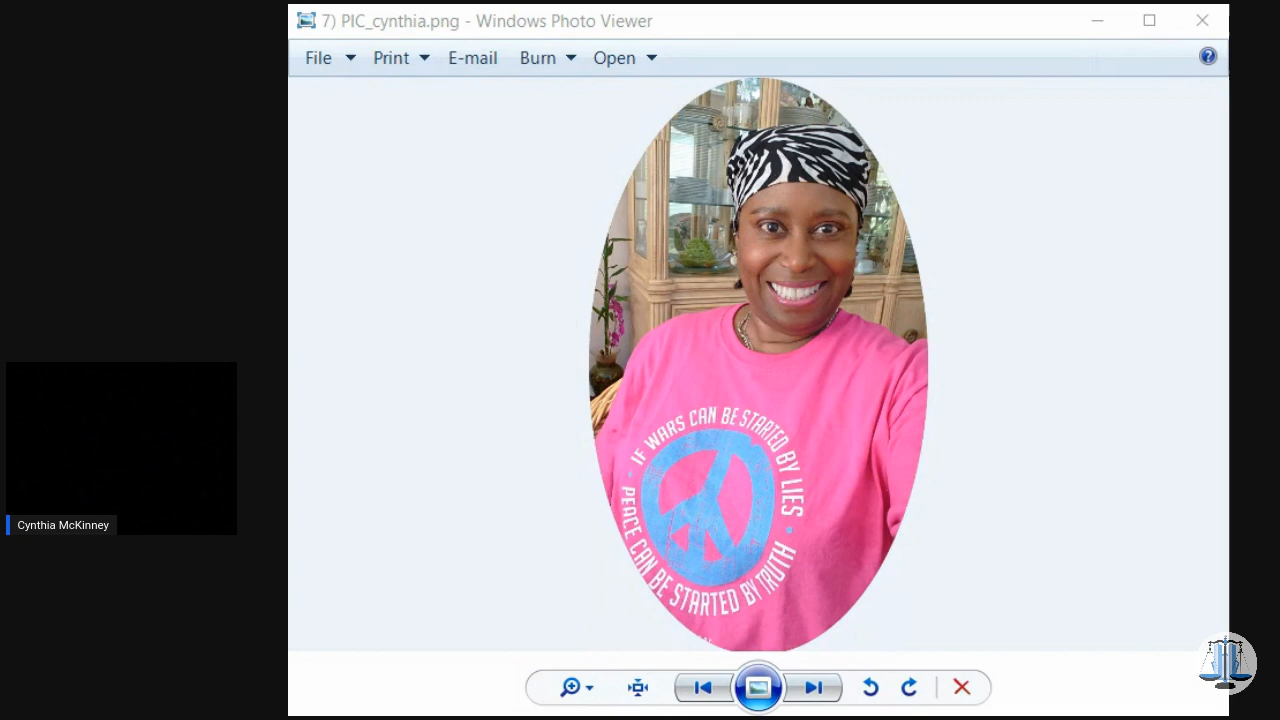 7) PIC_cynthia.png - Windows Photo Viewer
File Print E-mail Burn Open
IF WARS CAN BE STARTED BY LIES
PEACE CAN BE STARTED BY TRUTH
Cynthia McKinney